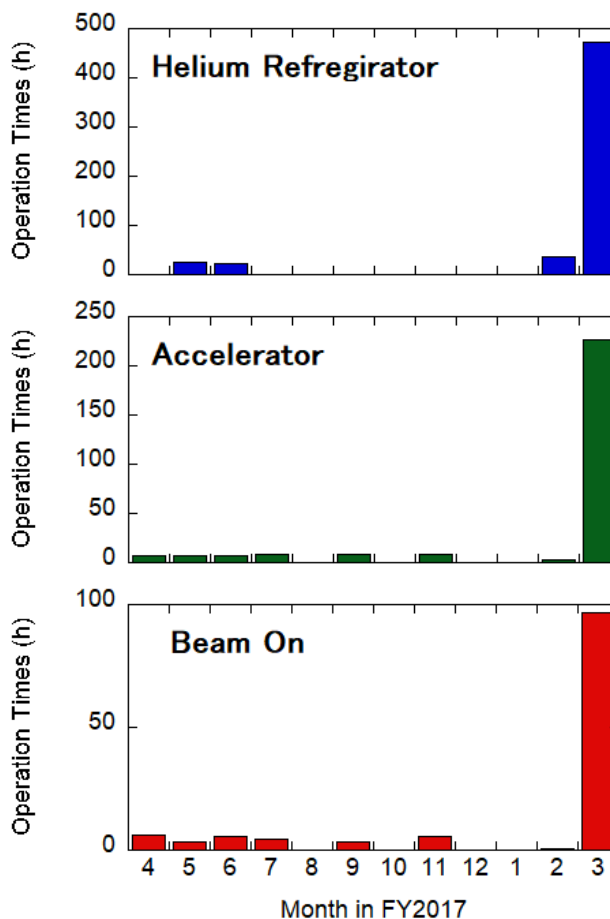 Operation Times (h)
500
400
300
200
100
0
Helium Refregirator
Operation Times (h)
250
200
150
100
50
0
Accelerator
Operation Times (h)
100
50
0
Beam On
4 5 6 7 8 9 10 11 12 1 2 3
Month in FY2017